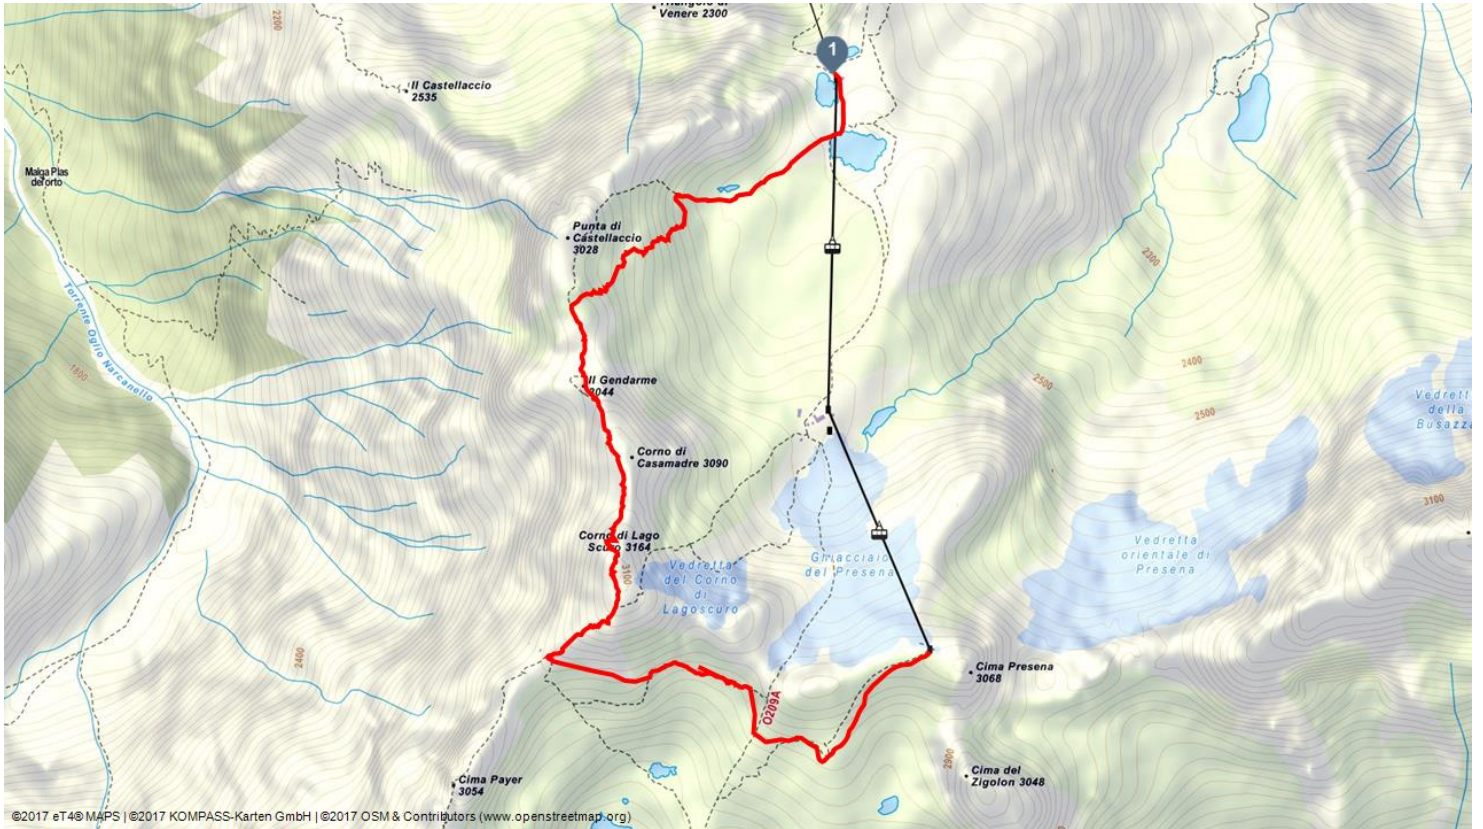 Venere 2300
1
2200
Il Castellaccio
2535
Malga Plas
del'orto
Punta di
Castellaccio
3028
2300
Torrente Oglio Narcanello
1800
2400
2500
2500
Il Gendarme
3044
Vedretta
della
Busazza
Corno di
Casamadre 3090
3100
Corno di Lago
Scuro 3164
3100
Vedretta
del Corno
di
Lagoscuro
Ghiacciaio
del Presena
Vedretta
orientale di
Presena
2400
Cima Presena
3068
O209A
2900
Cima Payer
3054
Cima del
Zigolon 3048
©2017 eT4® MAPS | ©2017 KOMPASS-Karten GmbH | ©2017 OSM & Contributors (www.openstreetmap.org)